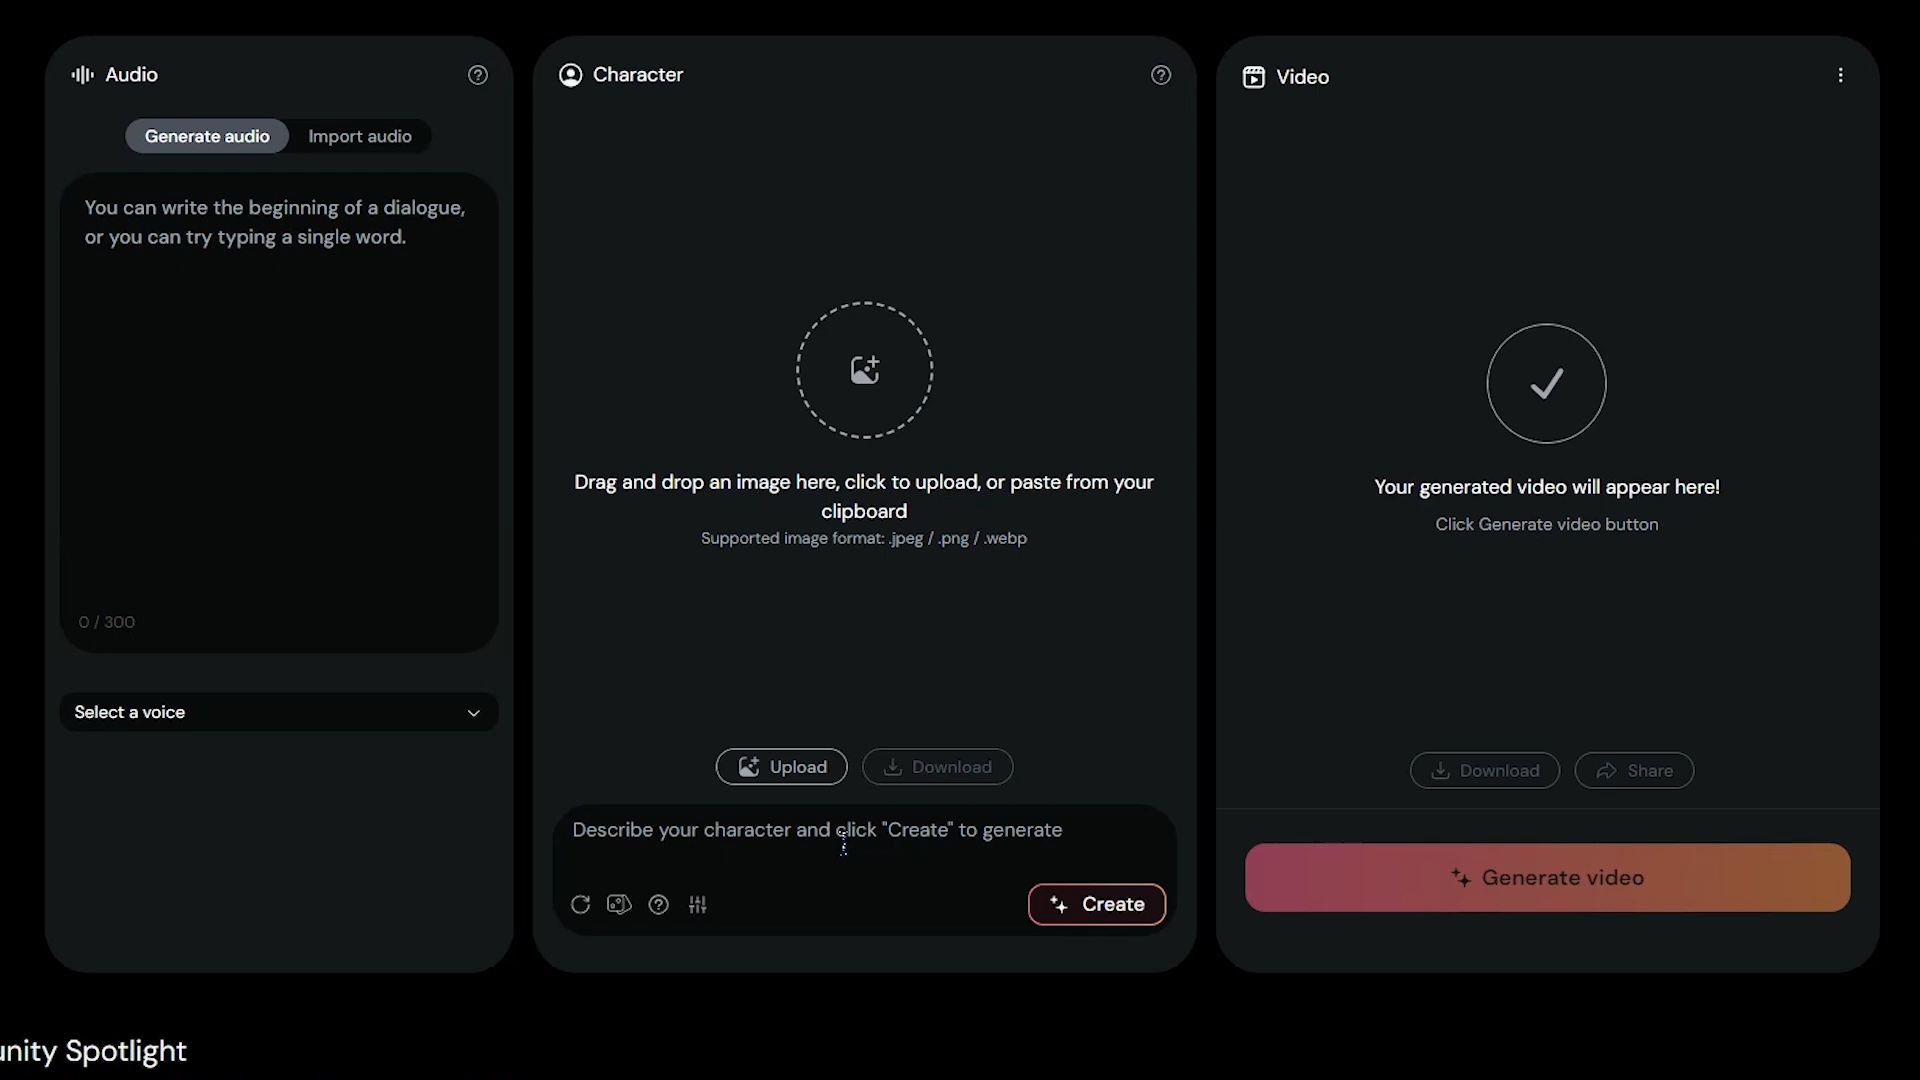 Audio
Generate audio
Import audio
You can write the beginning of a dialogue,
or you can try typing a single word.
0 / 300
Select a voice
Character
Drag and drop an image here, click to upload, or paste from your
clipboard
Supported image format: .jpeg / .png / .webp
Upload
Download
Describe your character and click "Create" to generate
Create
Video
Your generated video will appear here!
Click Generate video button
Download
Share
Generate video
unity Spotlight